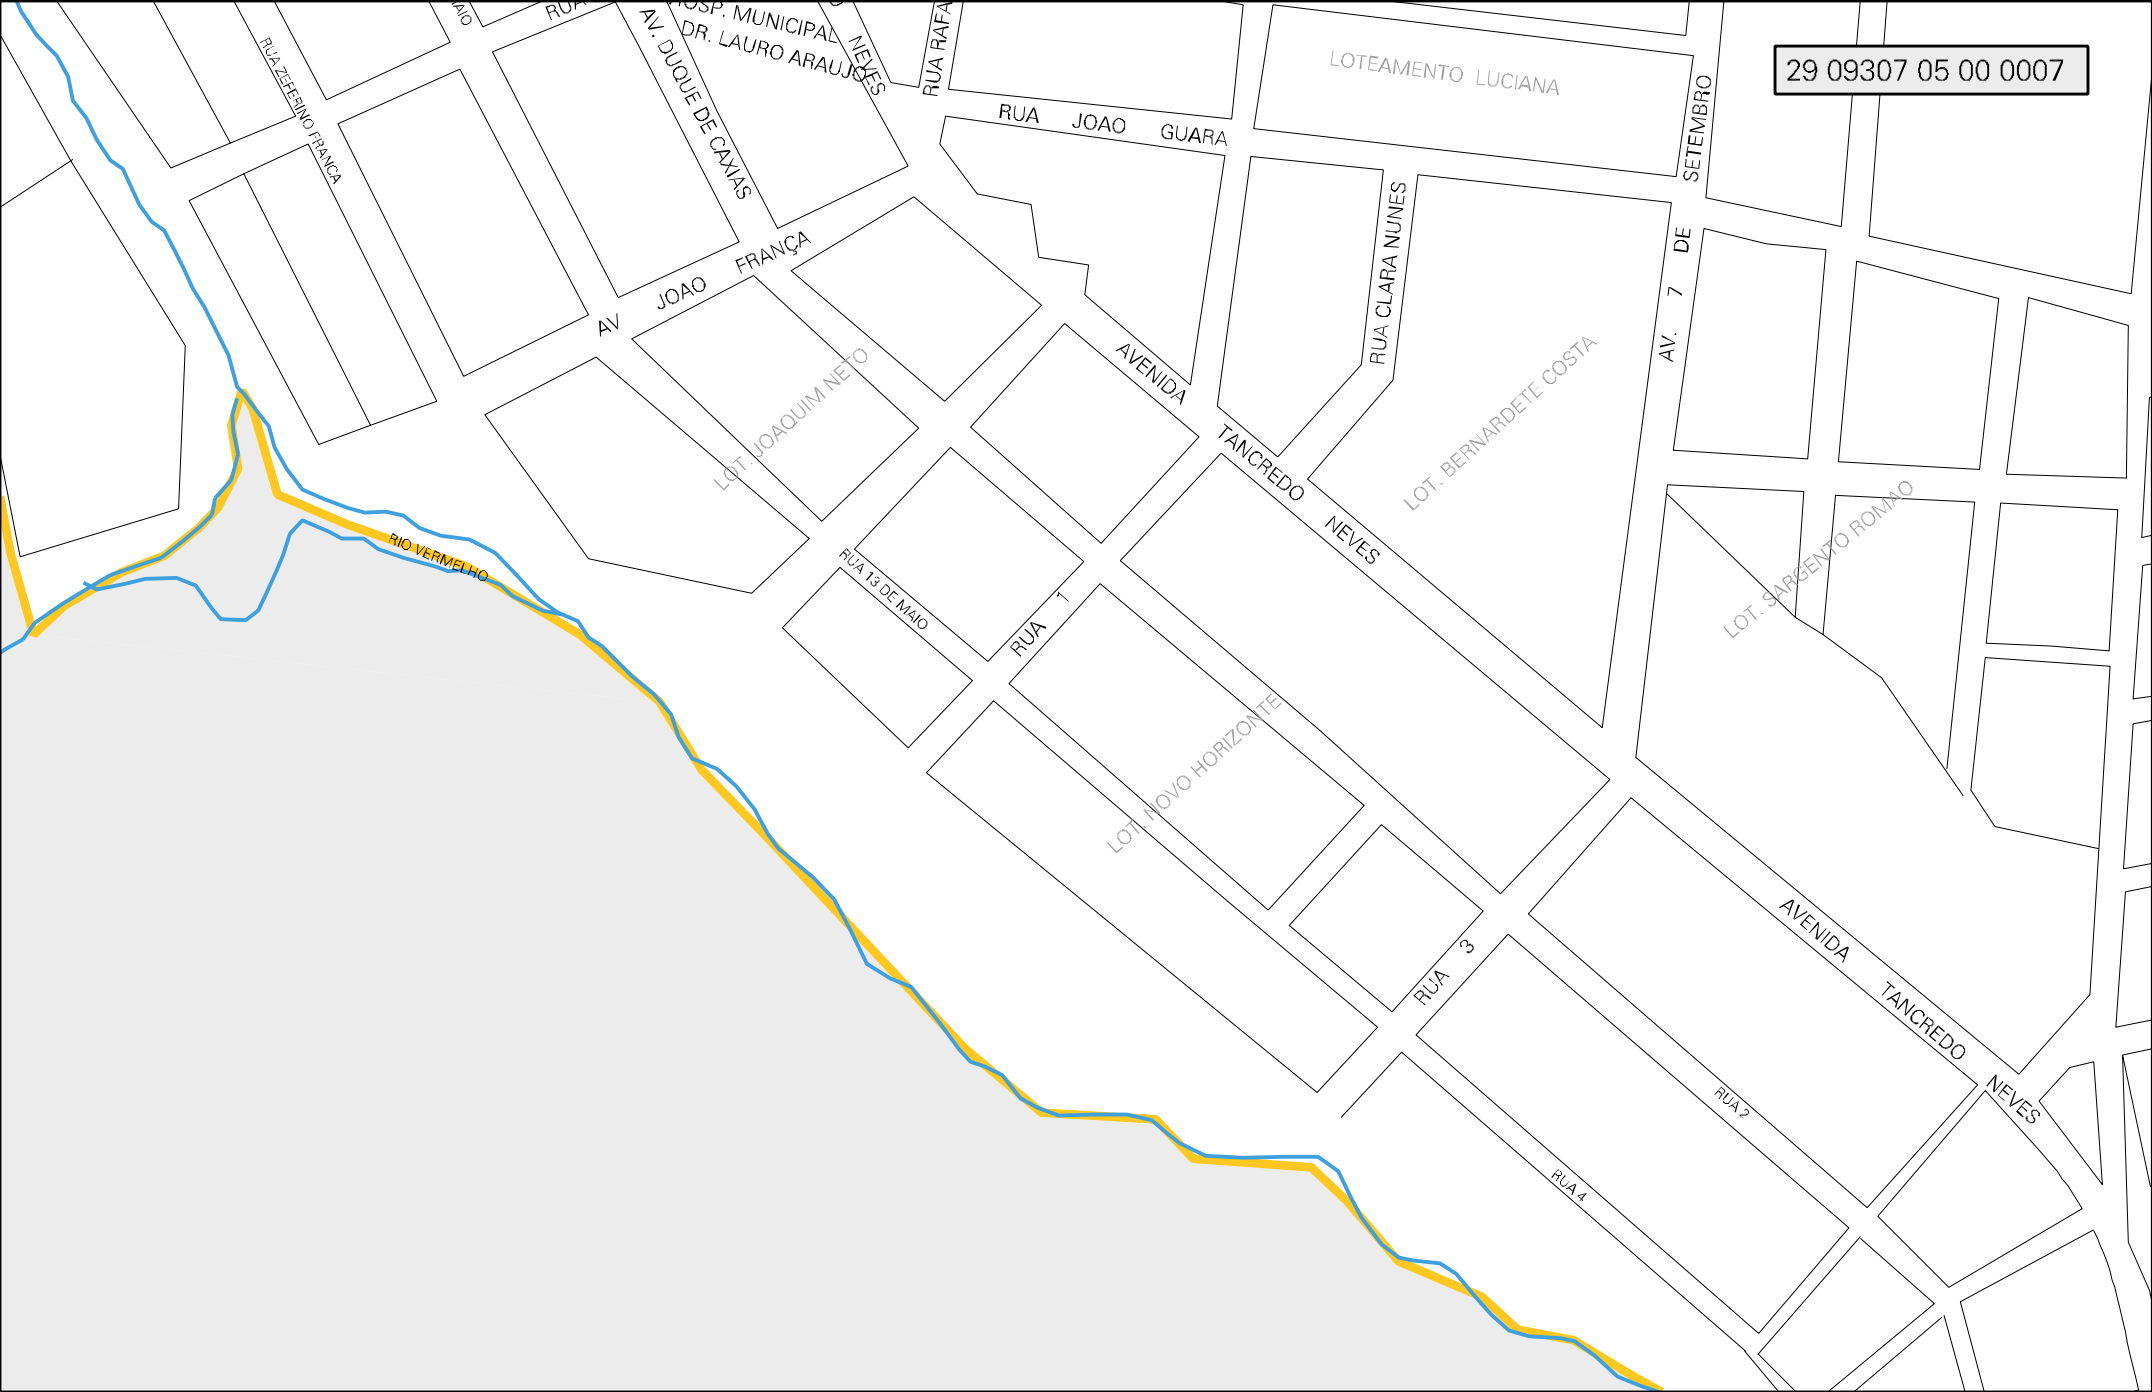 29 09307 05 00 0007
MAIO
RUA
HOSP. MUNICIPAL
DR. LAURO ARAUJO
NEVES
RUA RAFA
RUA ZEFERINO FRANCA
AV. DUQUE DE CAXIAS
LOTEAMENTO LUCIANA
RUA JOAO GUARA
AV. 7 DE SETEMBRO
RUA CLARA NUNES
AV JOAO FRANÇA
LOT. JOAQUIM NETO
AVENIDA TANCREDO NEVES
LOT. BERNARDETE COSTA
LOT. SARGENTO ROMAO
RIO VERMELHO
RUA 13 DE MAIO
RUA 1
LOT. NOVO HORIZONTE
RUA 3
AVENIDA TANCREDO NEVES
RUA 2
RUA 4